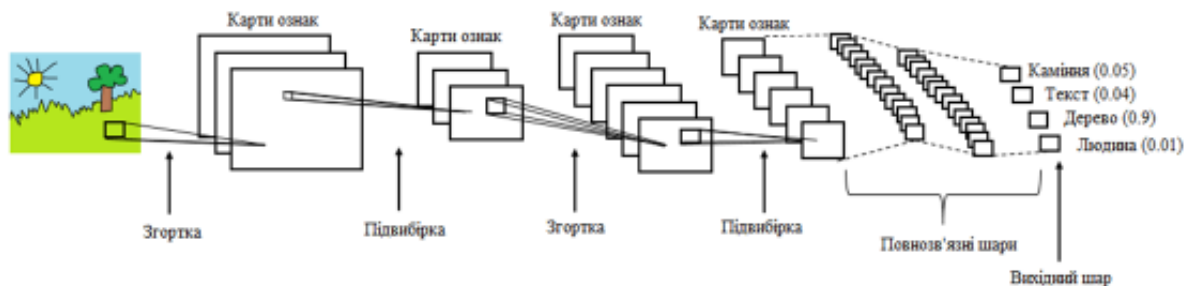 Карти ознак
Карти ознак
Карти ознак
Карти ознак
Каміння (0.05)
Текст (0.04)
Дерево (0.9)
Людина (0.01)
Згортка
Підвибірка
Згортка
Підвибірка
Повнозв'язні шари
Вихідний шар